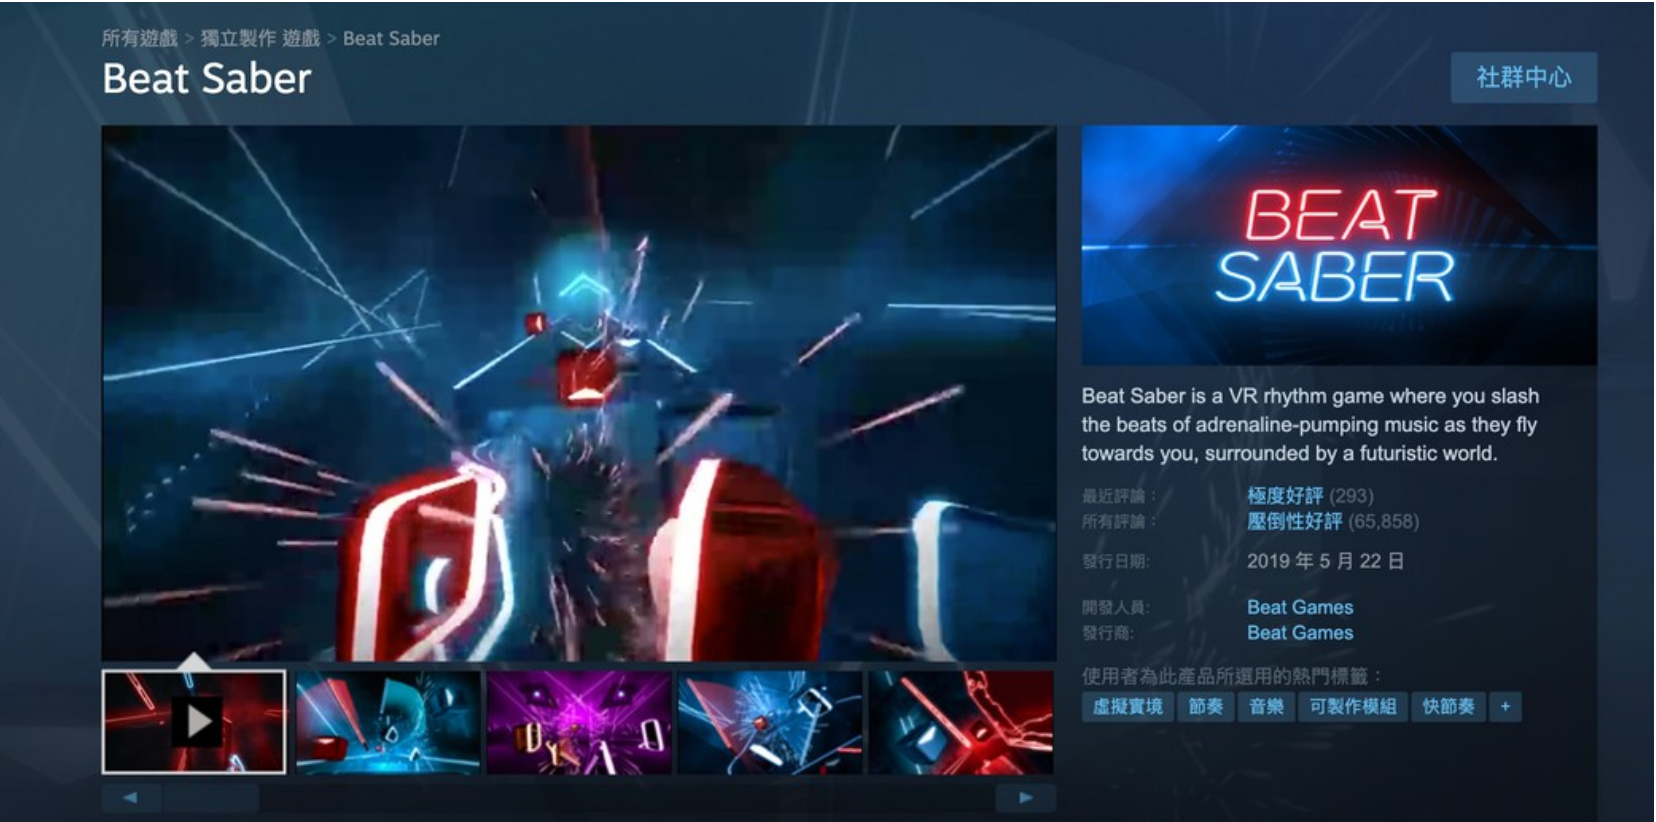 所有遊戲 > 獨立製作 遊戲 > Beat Saber
Beat Saber
社群中心
BEAT
SABER
Beat Saber is a VR rhythm game where you slash
the beats of adrenaline-pumping music as they fly
towards you, surrounded by a futuristic world.
最近評論： 極度好評 (293)
所有評論： 壓倒性好評 (65,858)
發行日期: 2019 年 5 月 22 日
開發人員: Beat Games
發行商: Beat Games
使用者為此產品所選用的熱門標籤：
虛擬實境 節奏 音樂 可製作模組 快節奏 +